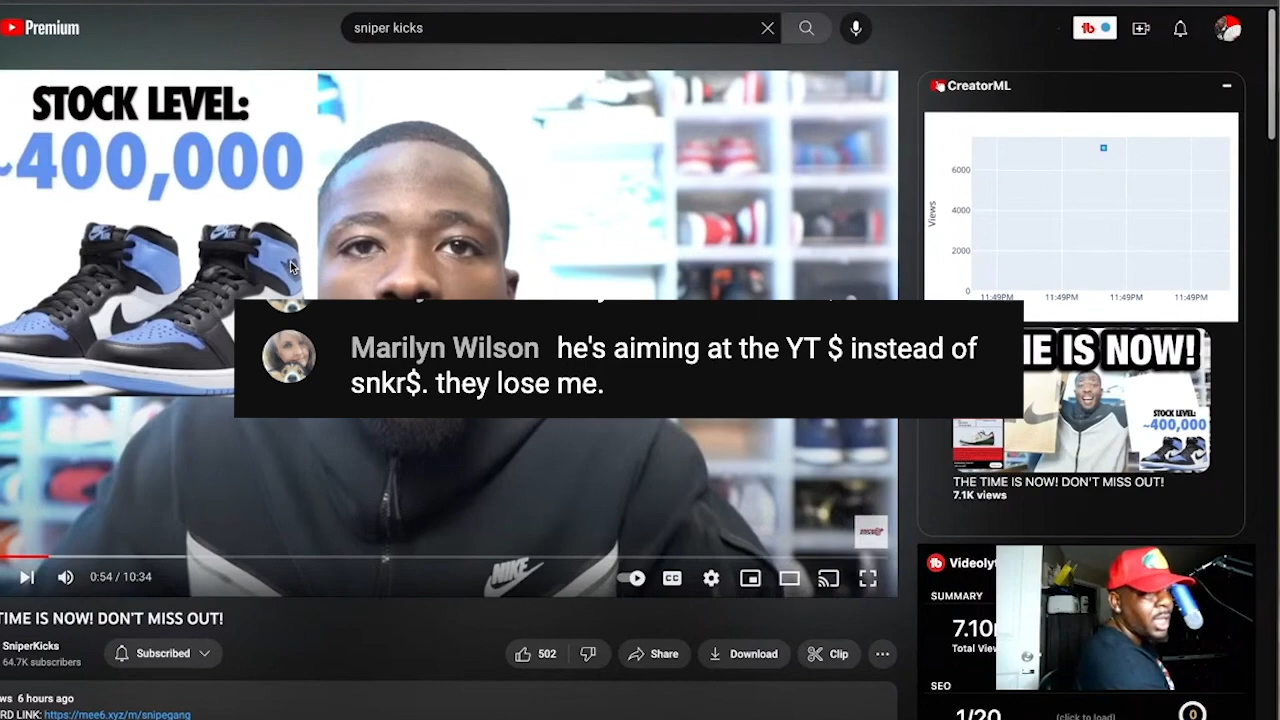 Premium
sniper kicks
STOCK LEVEL:
~400,000
CreatorML
Views
6000
4000
2000
0
11:49PM 11:49PM 11:49PM 11:49PM
Marilyn Wilson he's aiming at the YT $ instead of
snkr$. they lose me.
IE IS NOW!
STOCK LEVEL:
~400,000
THE TIME IS NOW! DON'T MISS OUT!
7.1K views
NIKE
0:54 / 10:34
CC
TIME IS NOW! DON'T MISS OUT!
SniperKicks
64.7K subscribers
Subscribed
502
Share
Download
Clip
ws 6 hours ago
RD LINK: https://mee6.xyz/m/snipegang
Videoly
SUMMARY
7.10
Total Vie
SEO
1/20
(click to load)
0